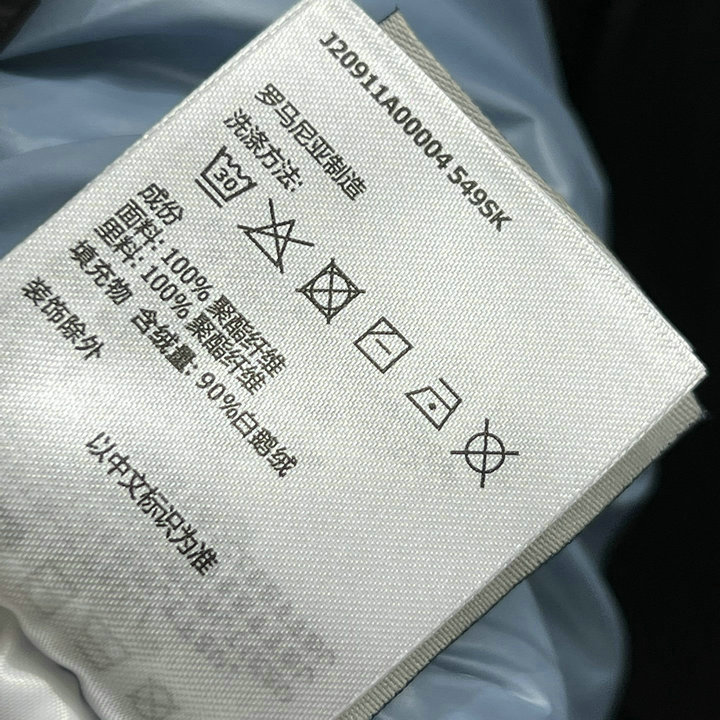 J20911A00004 549SK
罗马尼亚制造
洗涤方法:
30
成份
面料: 100% 聚酯纤维
里料: 100% 聚酯纤维
填充物 含绒量: 90%白鹅绒
装饰除外
以中文标识为准